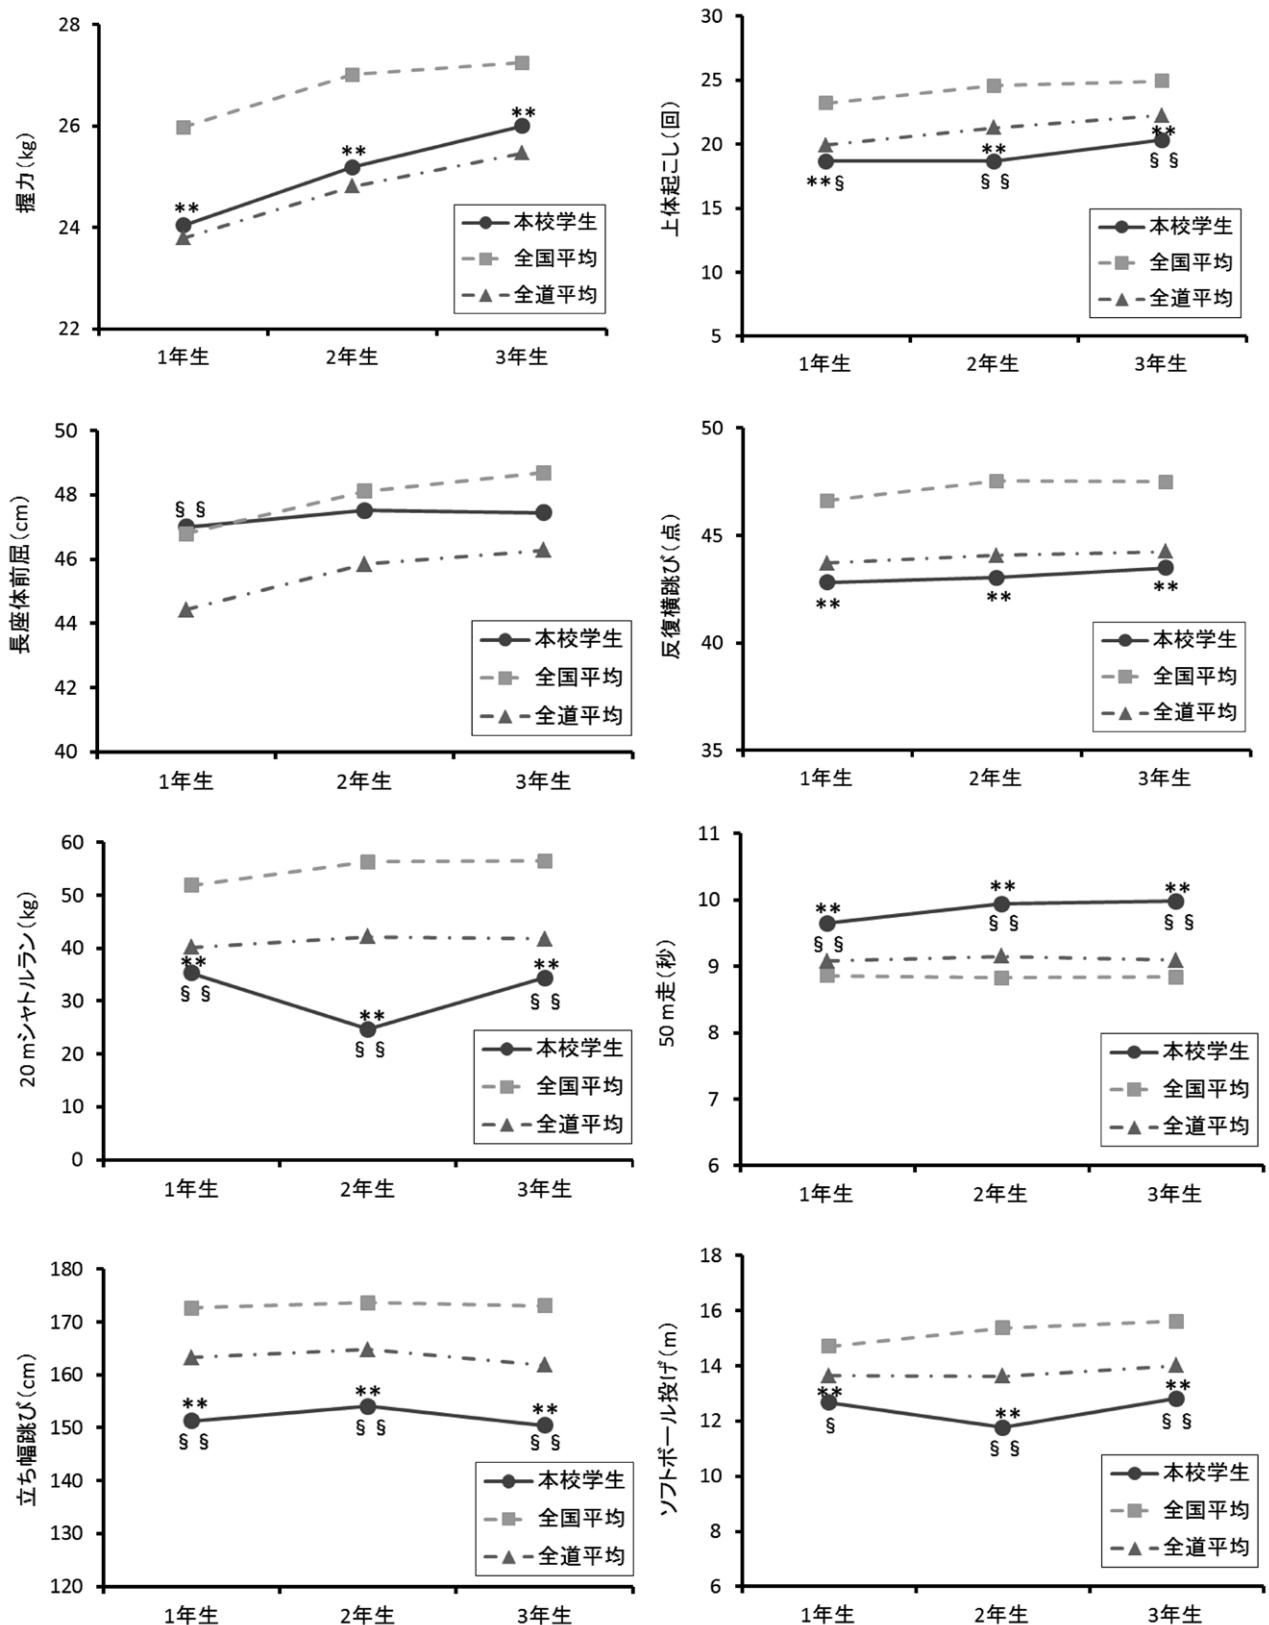 握力（kg）
28
26
24
22
**
**
**
本校学生
全国平均
全道平均
1年生
2年生
3年生
上体起こし（回）
30
25
20
15
10
5
**§
**
§ §
**
§ §
本校学生
全国平均
全道平均
1年生
2年生
3年生
長座体前屈（cm）
50
48
46
44
42
40
§ §
本校学生
全国平均
全道平均
1年生
2年生
3年生
反復横跳び（点）
50
45
40
35
**
**
**
本校学生
全国平均
全道平均
1年生
2年生
3年生
20mシャトルラン（kg）
60
50
40
30
20
10
0
**
§ §
**
§ §
**
§ §
本校学生
全国平均
全道平均
1年生
2年生
3年生
50m走（秒）
11
10
9
8
7
6
**
§ §
**
§ §
**
§ §
本校学生
全国平均
全道平均
1年生
2年生
3年生
立ち幅跳び（cm）
180
170
160
150
140
130
120
**
§ §
**
§ §
**
§ §
本校学生
全国平均
全道平均
1年生
2年生
3年生
ソフトボール投げ（m）
18
16
14
12
10
8
6
**
§
**
§ §
**
§ §
本校学生
全国平均
全道平均
1年生
2年生
3年生